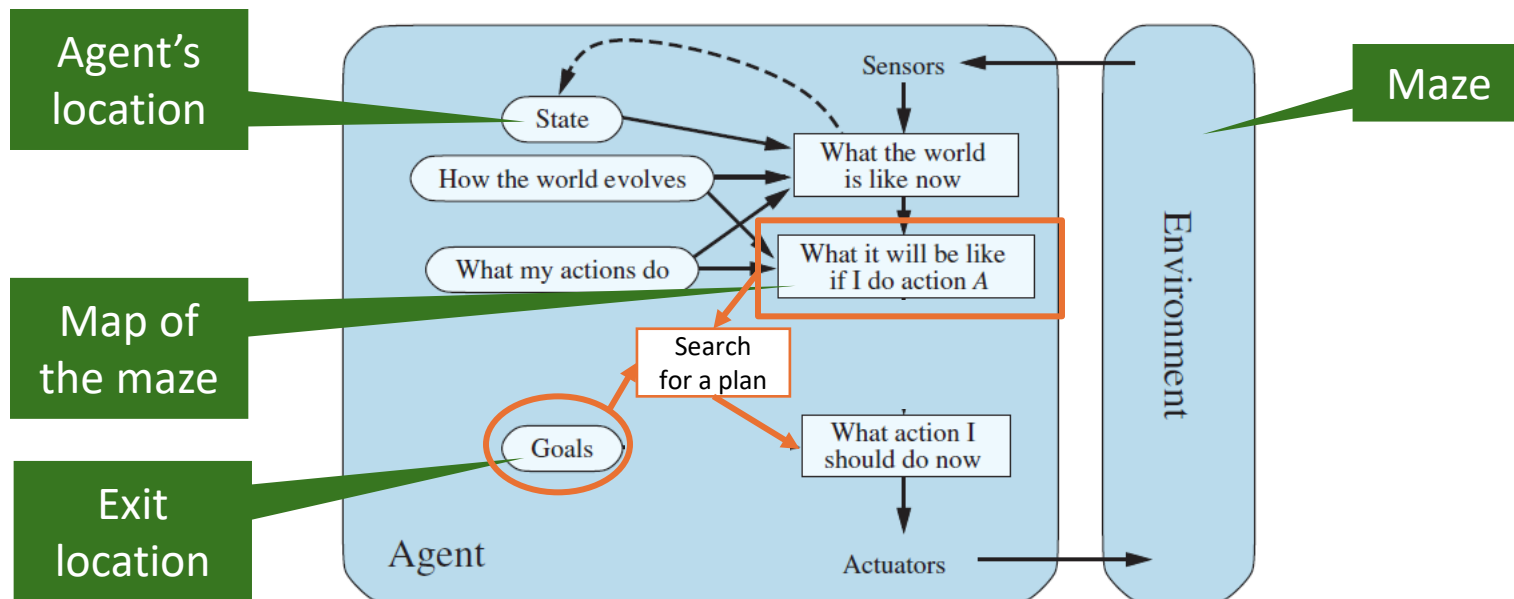 Agent's
location
Sensors
Maze
State
What the world
is like now
How the world evolves
What it will be like
if I do action A
What my actions do
Map of
the maze
Search
for a plan
Environment
Goals
What action I
should do now
Exit
location
Agent
Actuators